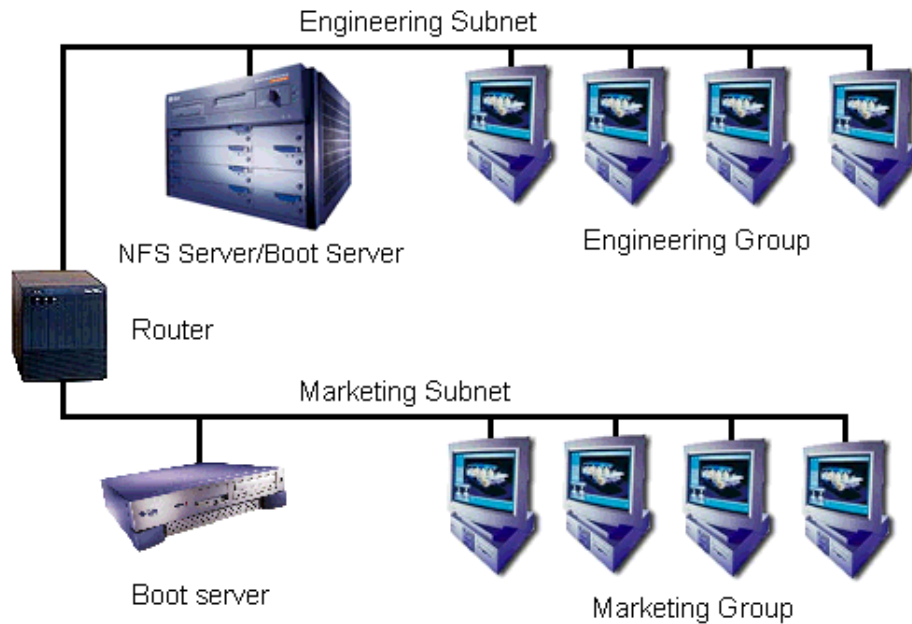 Engineering Subnet
NFS Server/Boot Server
Engineering Group
Router
Marketing Subnet
Boot server
Marketing Group